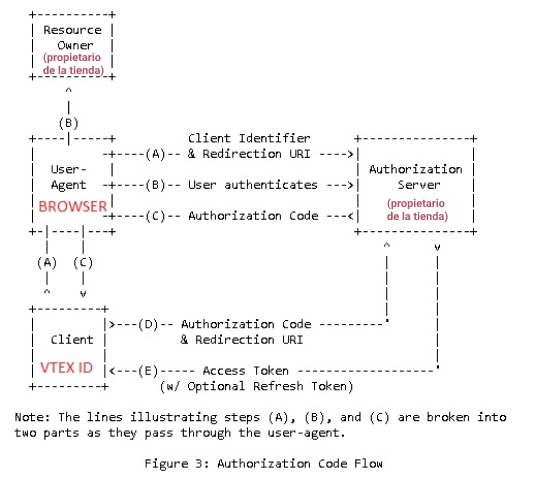 Resource
Owner
(propietario
de la tienda)
(B)
Client Identifier
(A) & Redirection URI
User-
Agent
BROWSER
(B) User authenticates
(C) Authorization Code
Authorization
Server
(propietario
de la tienda)
(A) (C)
Client
VTEX ID
(D) Authorization Code
& Redirection URI
(E) Access Token
(w/ Optional Refresh Token)
Note: The lines illustrating steps (A), (B), and (C) are broken into
two parts as they pass through the user-agent.
Figure 3: Authorization Code Flow